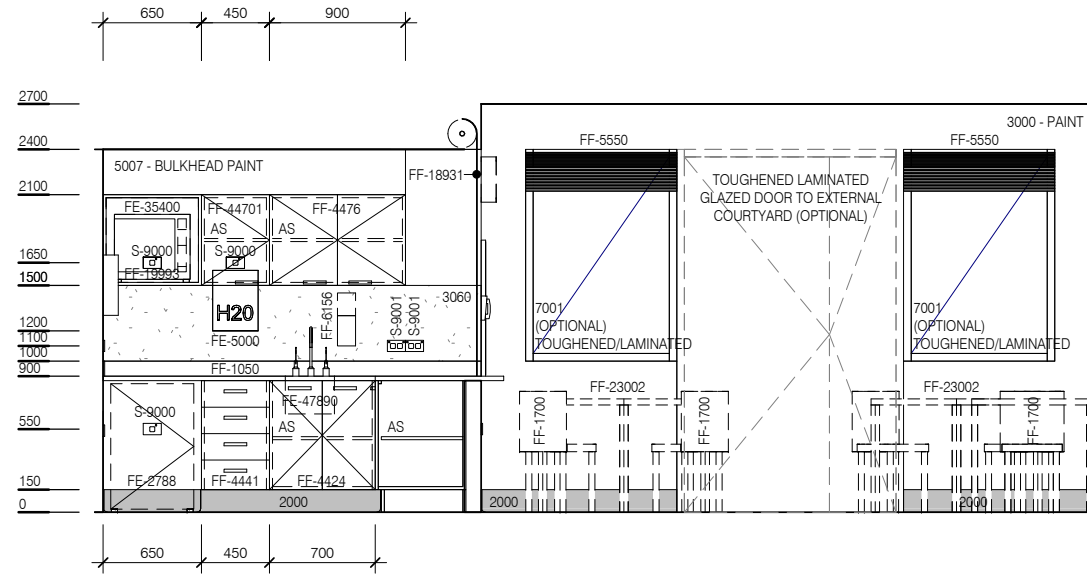 650 450 900
2700
2400
2100
1650
1500
1200
1100
1000
900
550
150
0
3000 - PAINT
5007 - BULKHEAD PAINT
FF-18931
FF-5550
FF-5550
TOUGHENED LAMINATED
GLAZED DOOR TO EXTERNAL
COURTYARD (OPTIONAL)
FE-35400
FF-44701
FF-4476
AS
AS
S-9000
S-9000
FF-19993
H20
FE-5000
FF-6156
S-9001
S-9001
3060
7001
(OPTIONAL)
TOUGHENED/LAMINATED
7001
(OPTIONAL)
TOUGHENED/LAMINATED
FF-1050
FF-23002
FF-23002
FE-47890
S-9000
AS
AS
FF-1700
FF-1700
FF-1700
FE-2788
FF-4441
FF-4424
2000
2000
2000
650 450 700